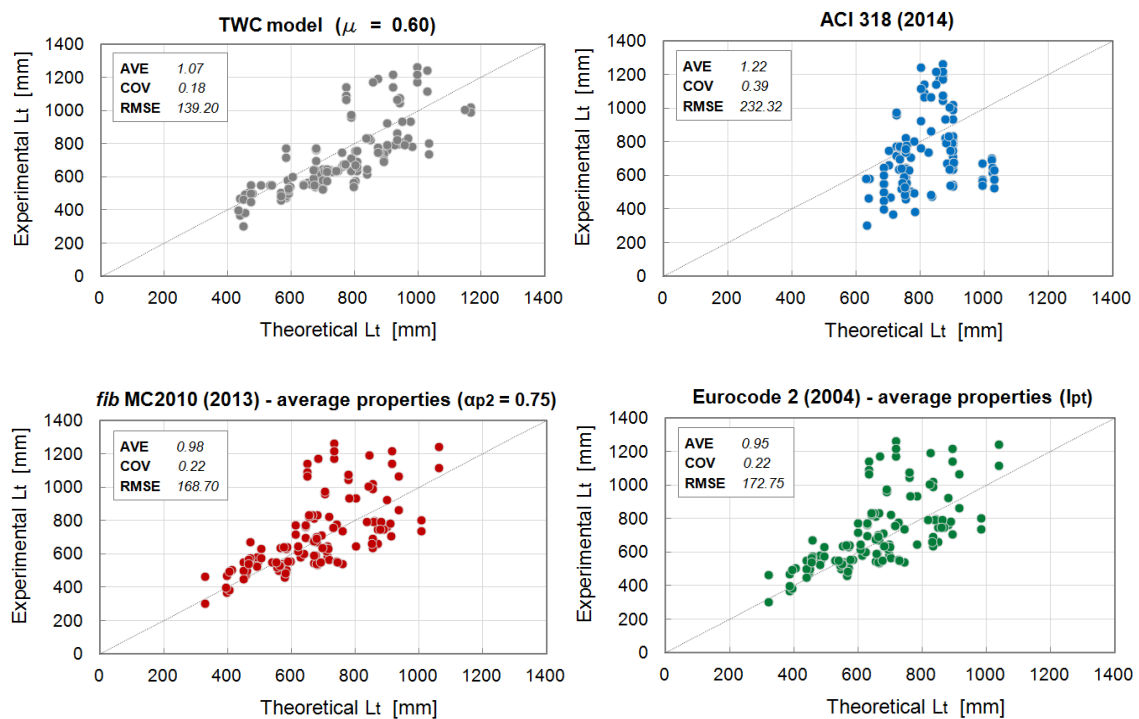 TWC model (μ = 0.60)
AVE 1.07
COV 0.18
RMSE 139.20
Experimental Lt [mm]
1400
1200
1000
800
600
400
200
0
0 200 400 600 800 1000 1200 1400
Theoretical Lt [mm]
ACI 318 (2014)
AVE 1.22
COV 0.39
RMSE 232.32
Experimental Lt [mm]
1400
1200
1000
800
600
400
200
0
0 200 400 600 800 1000 1200 1400
Theoretical Lt [mm]
fib MC2010 (2013) - average properties (αp2 = 0.75)
AVE 0.98
COV 0.22
RMSE 168.70
Experimental Lt [mm]
1400
1200
1000
800
600
400
200
0
0 200 400 600 800 1000 1200 1400
Theoretical Lt [mm]
Eurocode 2 (2004) - average properties (lpt)
AVE 0.95
COV 0.22
RMSE 172.75
Experimental Lt [mm]
1400
1200
1000
800
600
400
200
0
0 200 400 600 800 1000 1200 1400
Theoretical Lt [mm]